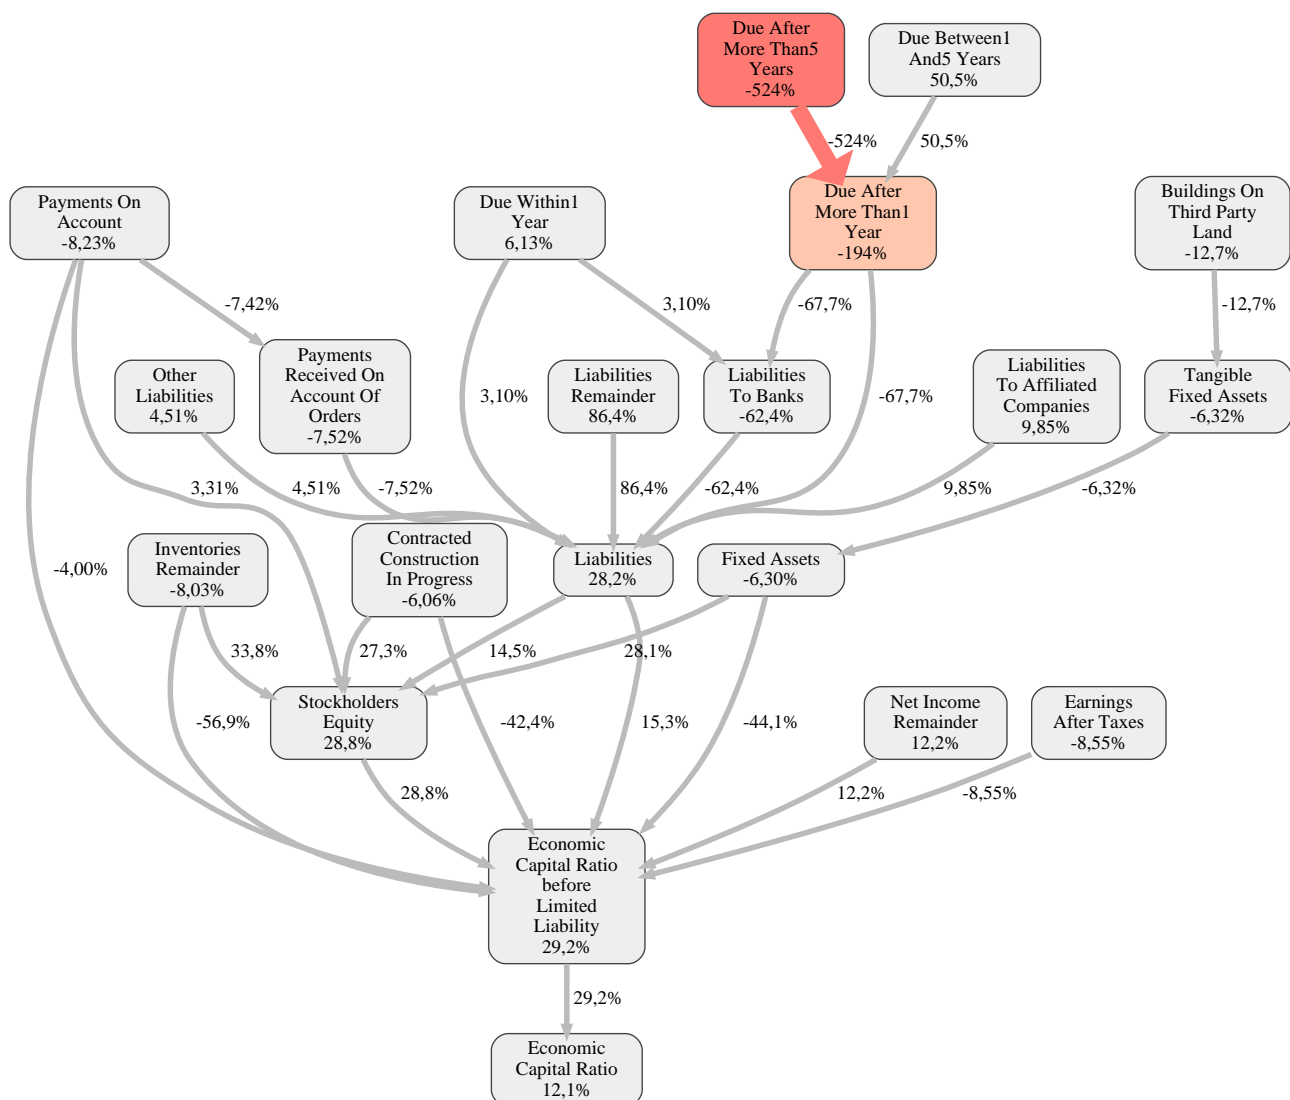 Due After
More Than5
Years
-524%
Due Between1
And5 Years
50,5%
-524%
50,5%
Payments On
Account
-8,23%
Due Within1
Year
6,13%
Due After
More Than1
Year
-194%
Buildings On
Third Party
Land
-12,7%
-7,42%
3,10%
-67,7%
-12,7%
Other
Liabilities
4,51%
Payments
Received On
Account Of
Orders
-7,52%
3,10%
Liabilities
Remainder
86,4%
Liabilities
To Banks
-62,4%
-67,7%
Liabilities
To Affiliated
Companies
9,85%
Tangible
Fixed Assets
-6,32%
3,31%
4,51%
-7,52%
86,4%
-62,4%
9,85%
-6,32%
-4,00%
Inventories
Remainder
-8,03%
Contracted
Construction
In Progress
-6,06%
Liabilities
28,2%
Fixed Assets
-6,30%
33,8%
27,3%
14,5%
28,1%
-56,9%
Stockholders
Equity
28,8%
-42,4%
15,3%
-44,1%
Net Income
Remainder
12,2%
Earnings
After Taxes
-8,55%
28,8%
12,2%
-8,55%
Economic
Capital Ratio
before
Limited
Liability
29,2%
29,2%
Economic
Capital Ratio
12,1%